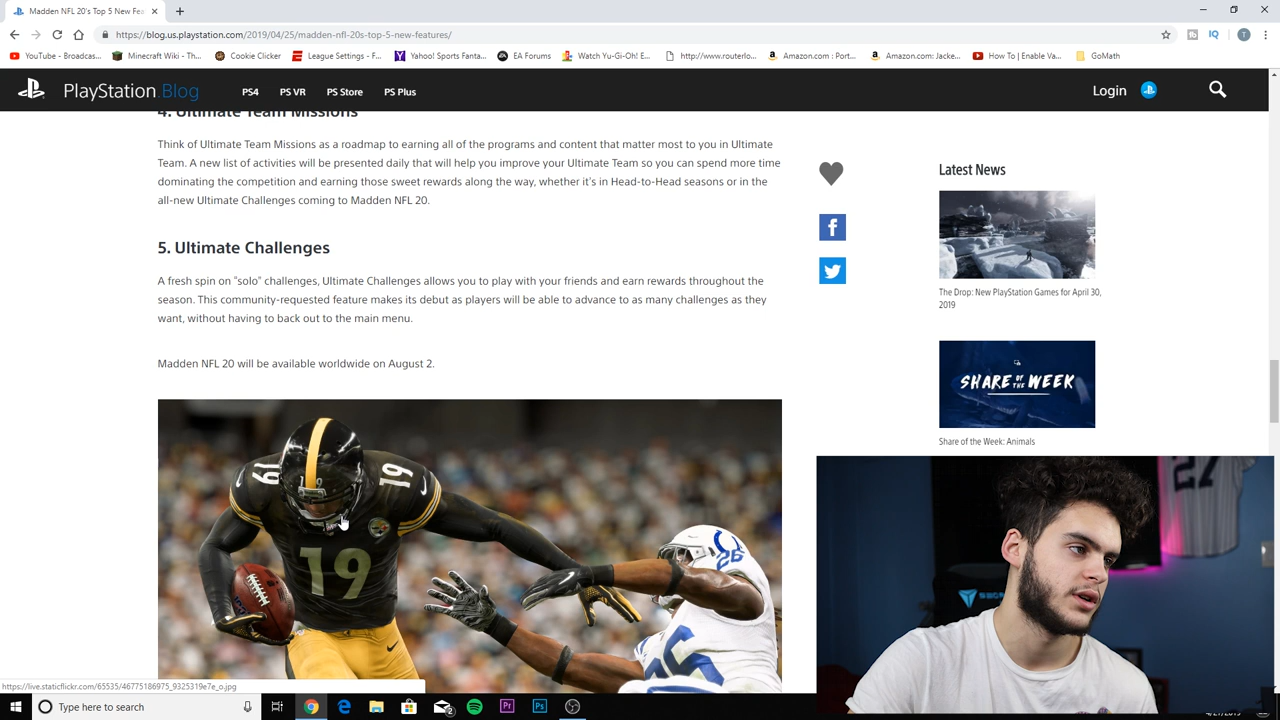 Madden NFL 20's Top 5 New Fea
https://blog.us.playstation.com/2019/04/25/madden-nfl-20s-top-5-new-features/
YouTube - Broadcas...
Minecraft Wiki - Th...
Cookie Clicker
League Settings - F...
Yahoo! Sports Fanta...
EA Forums
Watch Yu-Gi-Oh! E...
http://www.routerlo...
Amazon.com : Port...
Amazon.com: Jacke...
How To | Enable Va...
GoMath
PlayStation.Blog
PS4
PS VR
PS Store
PS Plus
Login
4. Ultimate Team Missions
Think of Ultimate Team Missions as a roadmap to earning all of the programs and content that matter most to you in Ultimate
Team. A new list of activities will be presented daily that will help you improve your Ultimate Team so you can spend more time
dominating the competition and earning those sweet rewards along the way, whether it's in Head-to-Head seasons or in the
all-new Ultimate Challenges coming to Madden NFL 20.
5. Ultimate Challenges
A fresh spin on "solo" challenges, Ultimate Challenges allows you to play with your friends and earn rewards throughout the
season. This community-requested feature makes its debut as players will be able to advance to as many challenges as they
want, without having to back out to the main menu.
Madden NFL 20 will be available worldwide on August 2.
Latest News
The Drop: New PlayStation Games for April 30,
2019
SHARE OF THE WEEK
Share of the Week: Animals
19
19
19
26
26
27
https://live.staticflickr.com/65535/46775186975_9325319e7e_o.jpg
Type here to search